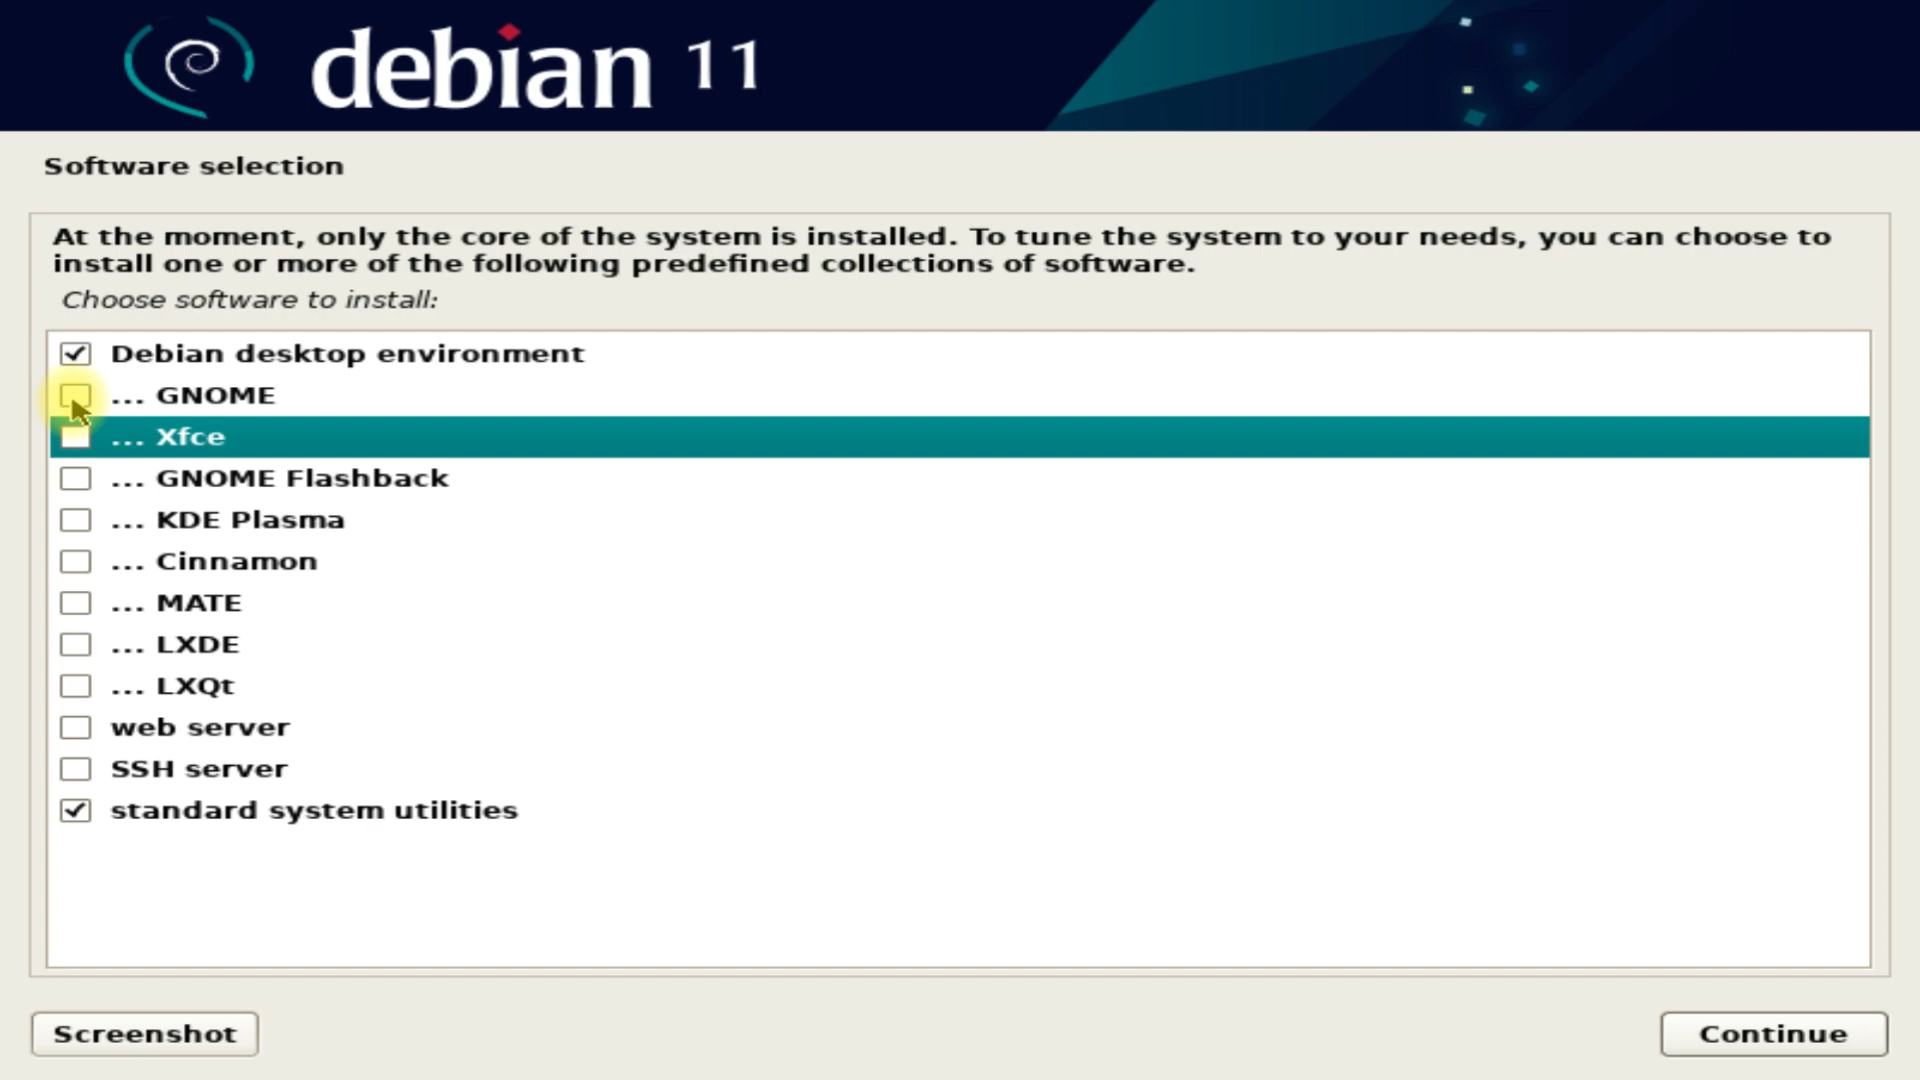 debian 11
Software selection
At the moment, only the core of the system is installed. To tune the system to your needs, you can choose to
install one or more of the following predefined collections of software.
Choose software to install:
Debian desktop environment
... GNOME
... Xfce
... GNOME Flashback
... KDE Plasma
... Cinnamon
... MATE
... LXDE
... LXQt
web server
SSH server
standard system utilities
Screenshot
Continue